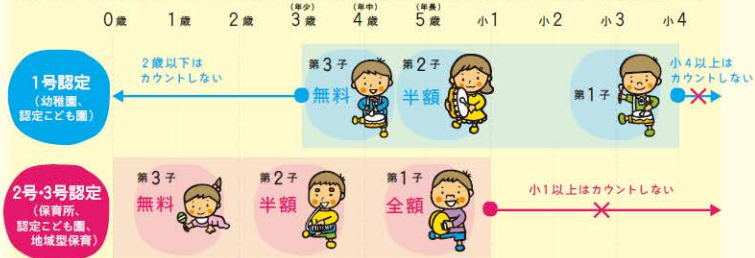 (年少) (年中) (年長)
0歳 1歳 2歳 3歳 4歳 5歳 小1 小2 小3 小4
1号認定
(幼稚園、
認定こども園)
2歳以下は
カウントしない
第3子
無料
第2子
半額
第1子
小4以上は
カウントしない
2号・3号認定
(保育所、
認定こども園、
地域型保育)
第3子
無料
第2子
半額
第1子
全額
小1以上はカウントしない